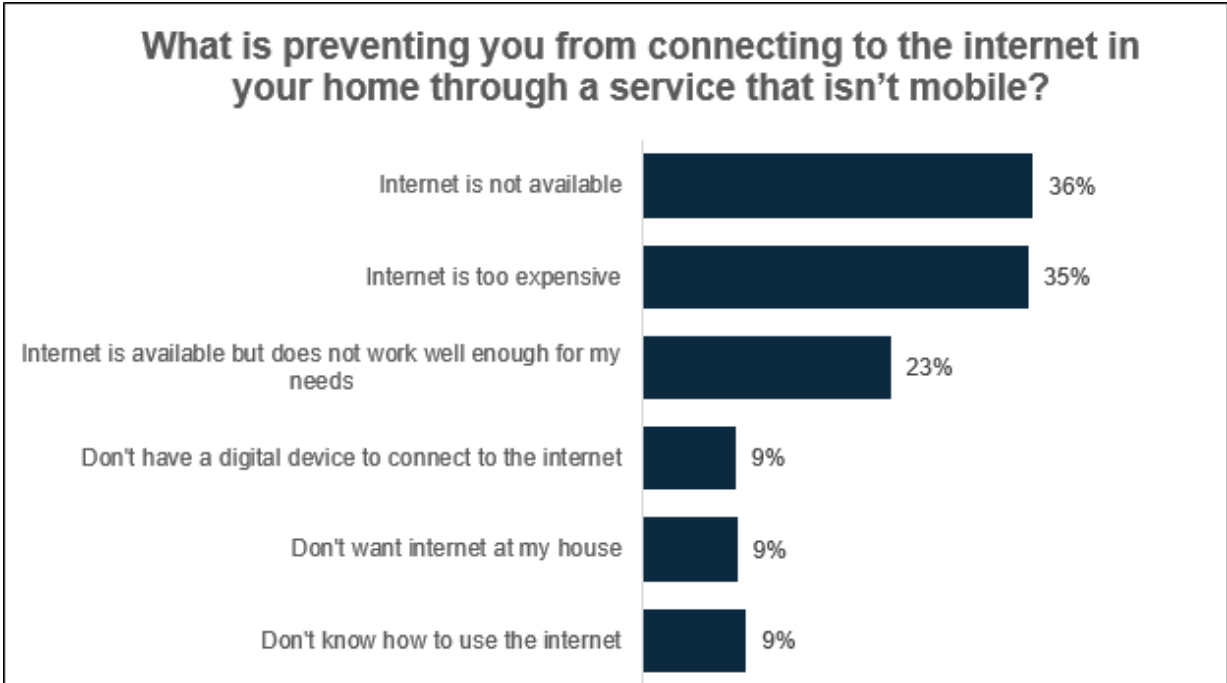 What is preventing you from connecting to the internet in
your home through a service that isn’t mobile?
Internet is not available
36%
Internet is too expensive
35%
Internet is available but does not work well enough for my
needs
23%
Don't have a digital device to connect to the internet
9%
Don't want internet at my house
9%
Don't know how to use the internet
9%